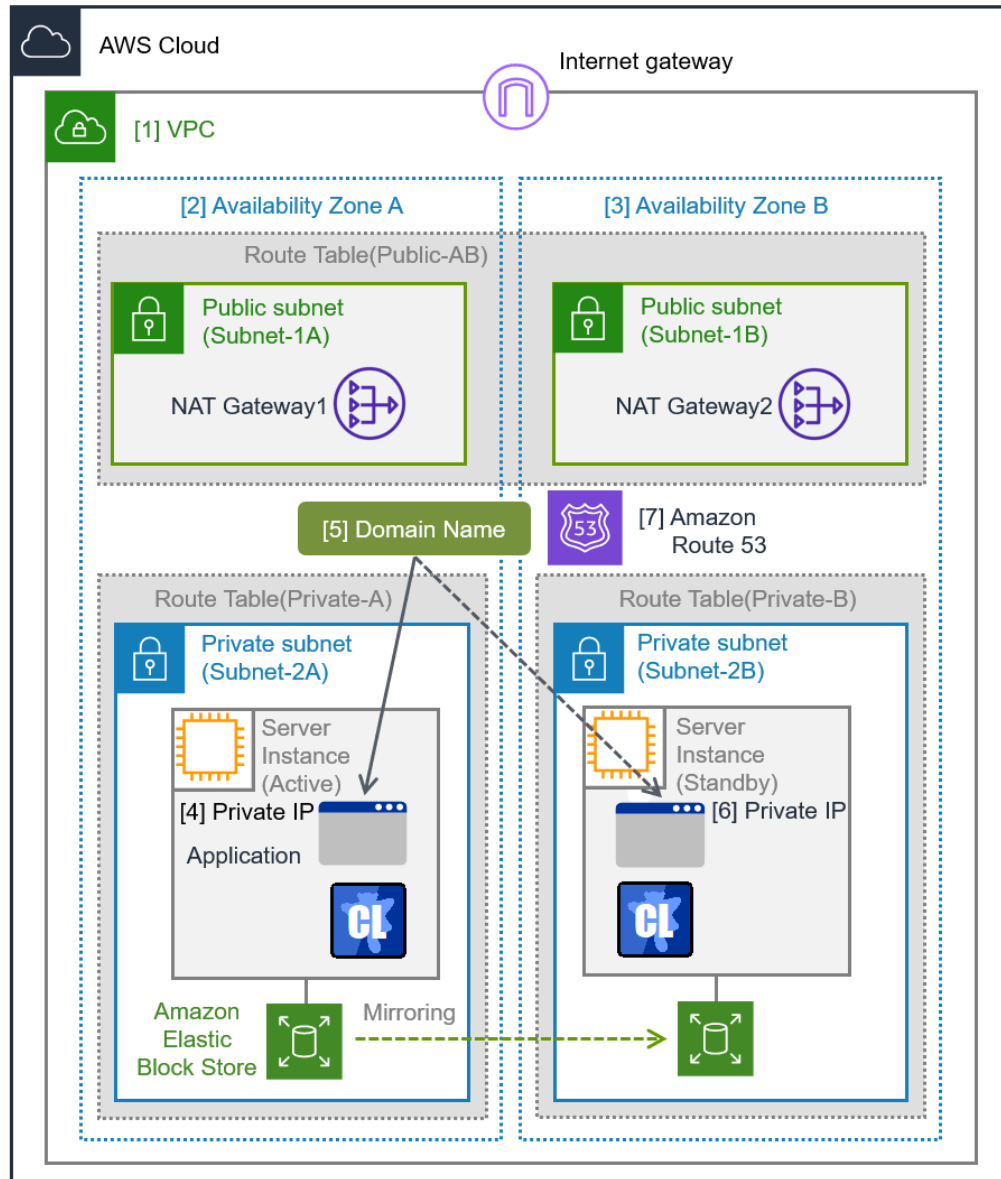 AWS Cloud
Internet gateway
[1] VPC
[2] Availability Zone A
[3] Availability Zone B
Route Table(Public-AB)
Public subnet
(Subnet-1A)
Public subnet
(Subnet-1B)
NAT Gateway1
NAT Gateway2
[5] Domain Name
53
[7] Amazon
Route 53
Route Table(Private-A)
Route Table(Private-B)
Private subnet
(Subnet-2A)
Private subnet
(Subnet-2B)
Server
Instance
(Active)
Server
Instance
(Standby)
[4] Private IP
[6] Private IP
Application
CL
CL
Amazon
Elastic
Block Store
Mirroring